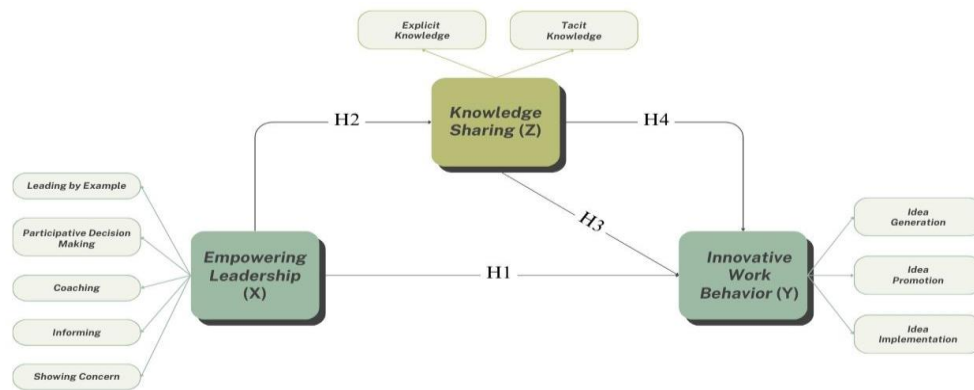 Explicit
Knowledge
Tacit
Knowledge
H2
Knowledge
Sharing (Z)
H4
Leading by Example
Participative Decision
Making
Coaching
Informing
Showing Concern
Empowering
Leadership
(X)
H3
H1
Innovative
Work
Behavior (Y)
Idea
Generation
Idea
Promotion
Idea
Implementation